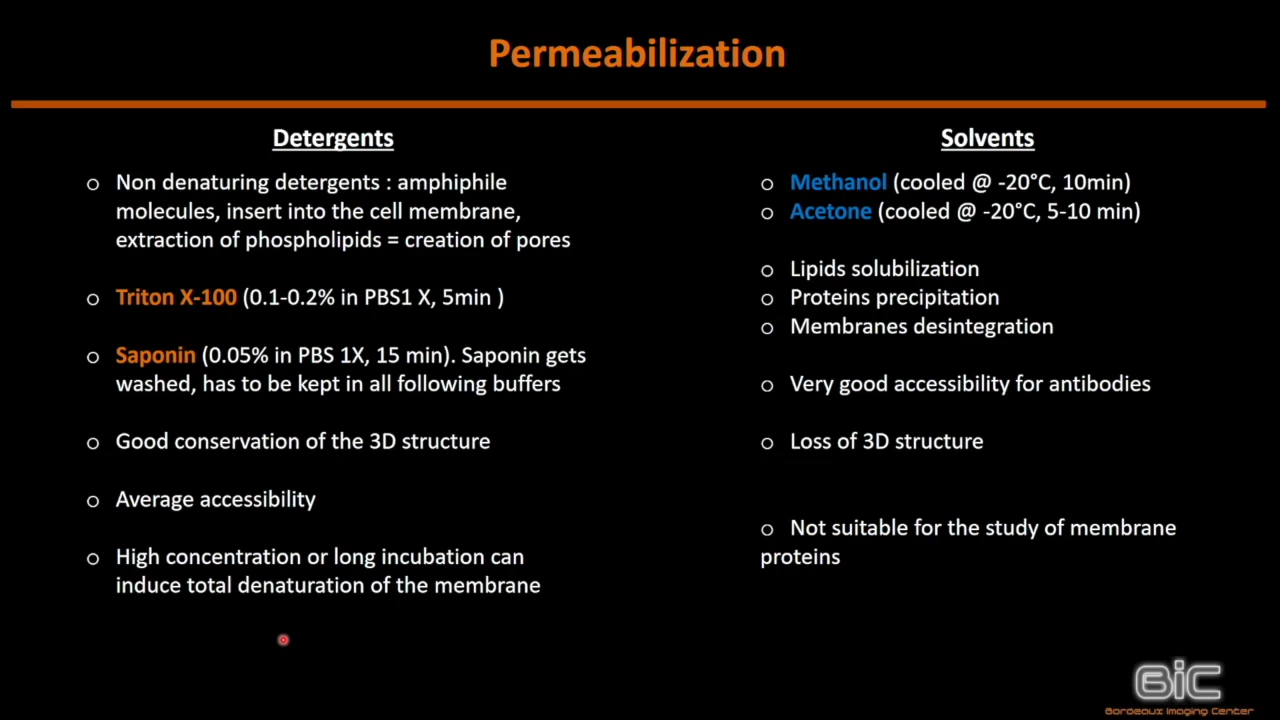 Permeabilization
Detergents
o Non denaturing detergents : amphiphile
molecules, insert into the cell membrane,
extraction of phospholipids = creation of pores
o Triton X-100 (0.1-0.2% in PBS1 X, 5min )
o Saponin (0.05% in PBS 1X, 15 min). Saponin gets
washed, has to be kept in all following buffers
o Good conservation of the 3D structure
o Average accessibility
o High concentration or long incubation can
induce total denaturation of the membrane
Solvents
o Methanol (cooled @ -20°C, 10min)
o Acetone (cooled @ -20°C, 5-10 min)
o Lipids solubilization
o Proteins precipitation
o Membranes desintegration
o Very good accessibility for antibodies
o Loss of 3D structure
o Not suitable for the study of membrane
proteins
BiC
Bordeaux Imaging Center